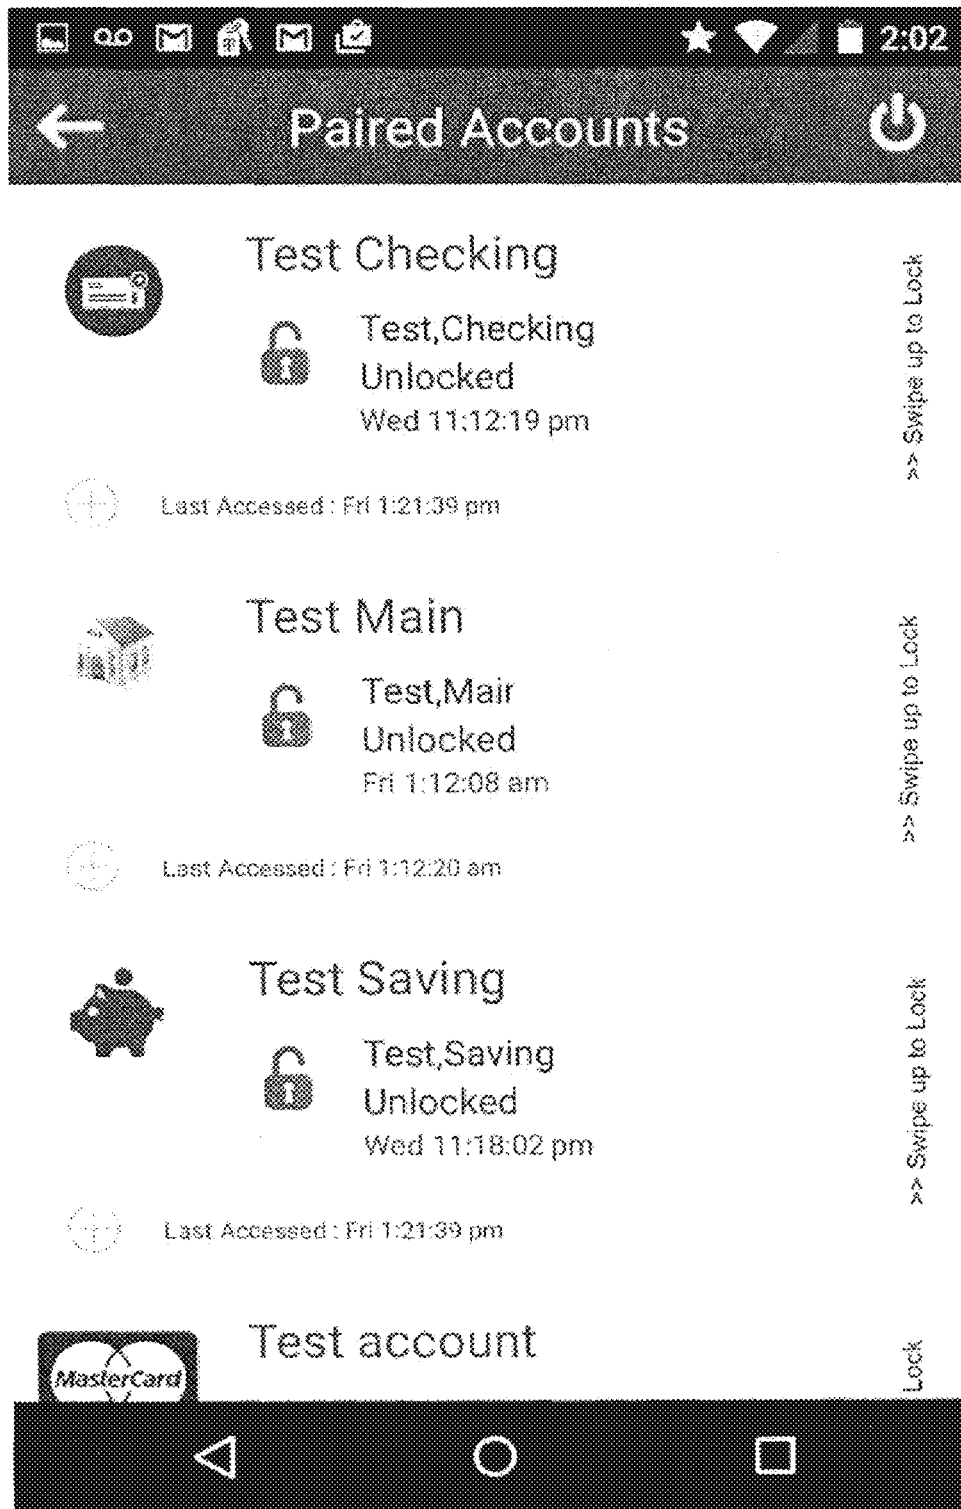 2:02
Paired Accounts
Test Checking
Test,Checking
Unlocked
Wed 11:12:19 pm
>> Swipe up to Lock
Last Accessed : Fri 1:21:39 pm
Test Main
Test,Mair
Unlocked
Fri 1:12:08 am
>> Swipe up to Lock
Last Accessed : Fri 1:12:20 am
Test Saving
Test,Saving
Unlocked
Wed 11:18:02 pm
>> Swipe up to Lock
Last Accessed : Fri 1:21:39 pm
Test account
MasterCard
Lock